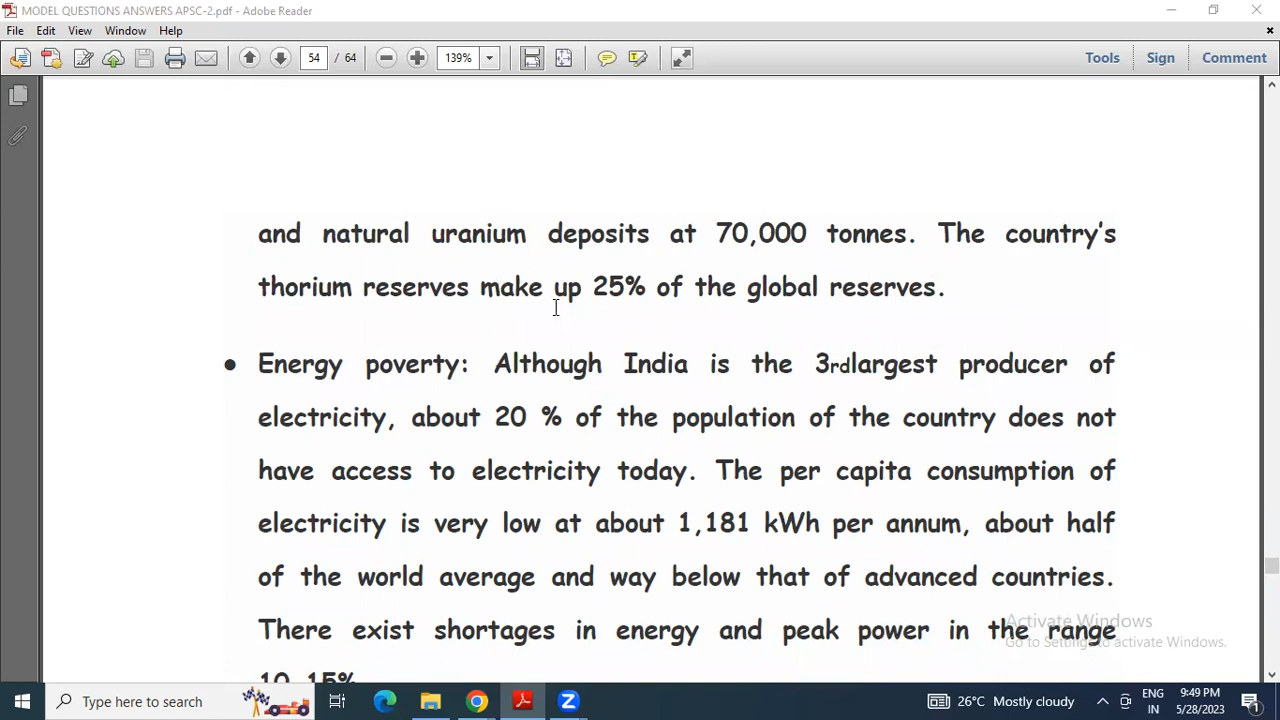 MODEL QUESTIONS ANSWERS APSC-2.pdf - Adobe Reader
File Edit View Window Help
54 / 64 139% Tools Sign Comment
and natural uranium deposits at 70,000 tonnes. The country's
thorium reserves make up 25% of the global reserves.
● Energy poverty: Although India is the 3rdlargest producer of
electricity, about 20 % of the population of the country does not
have access to electricity today. The per capita consumption of
electricity is very low at about 1,181 kWh per annum, about half
of the world average and way below that of advanced countries.
There exist shortages in energy and peak power in the range
10-15%
Activate Windows
Go to Settings to activate Windows.
Type here to search
26°C Mostly cloudy
ENG
IN
9:49 PM
5/28/2023
1